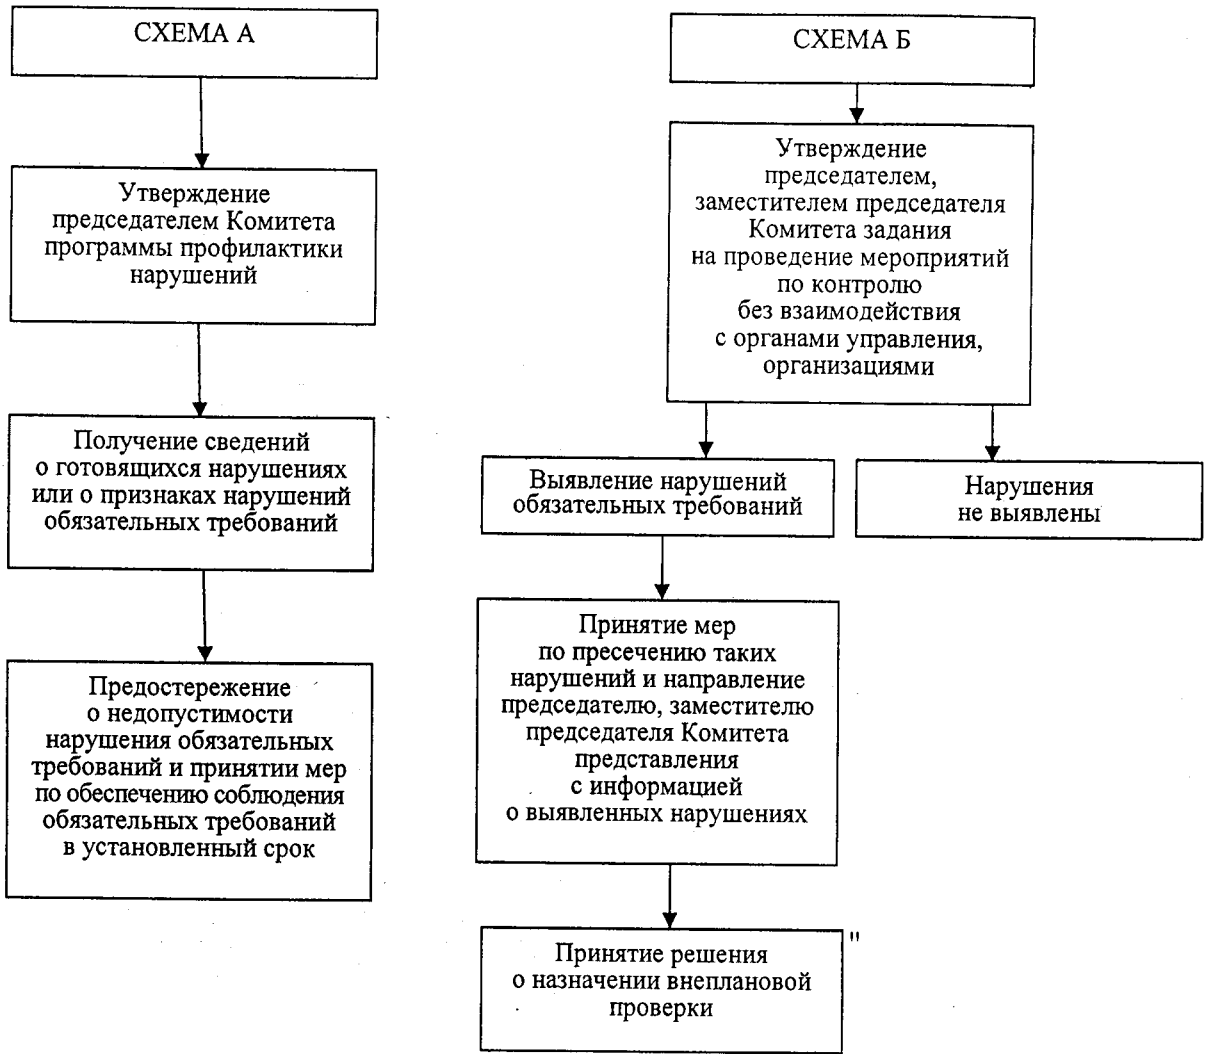 СХЕМА А
Утверждение
председателем Комитета
программы профилактики
нарушений
Получение сведений
о готовящихся нарушениях
или о признаках нарушений
обязательных требований
Предостережение
о недопустимости
нарушения обязательных
требований и принятии мер
по обеспечению соблюдения
обязательных требований
в установленный срок
СХЕМА Б
Утверждение
председателем,
заместителем председателя
Комитета задания
на проведение мероприятий
по контролю
без взаимодействия
с органами управления,
организациями
Выявление нарушений
обязательных требований
Нарушения
не выявлены
Принятие мер
по пресечению таких
нарушений и направление
председателю, заместителю
председателя Комитета
представления
с информацией
о выявленных нарушениях
Принятие решения
о назначении внеплановой
проверки
"